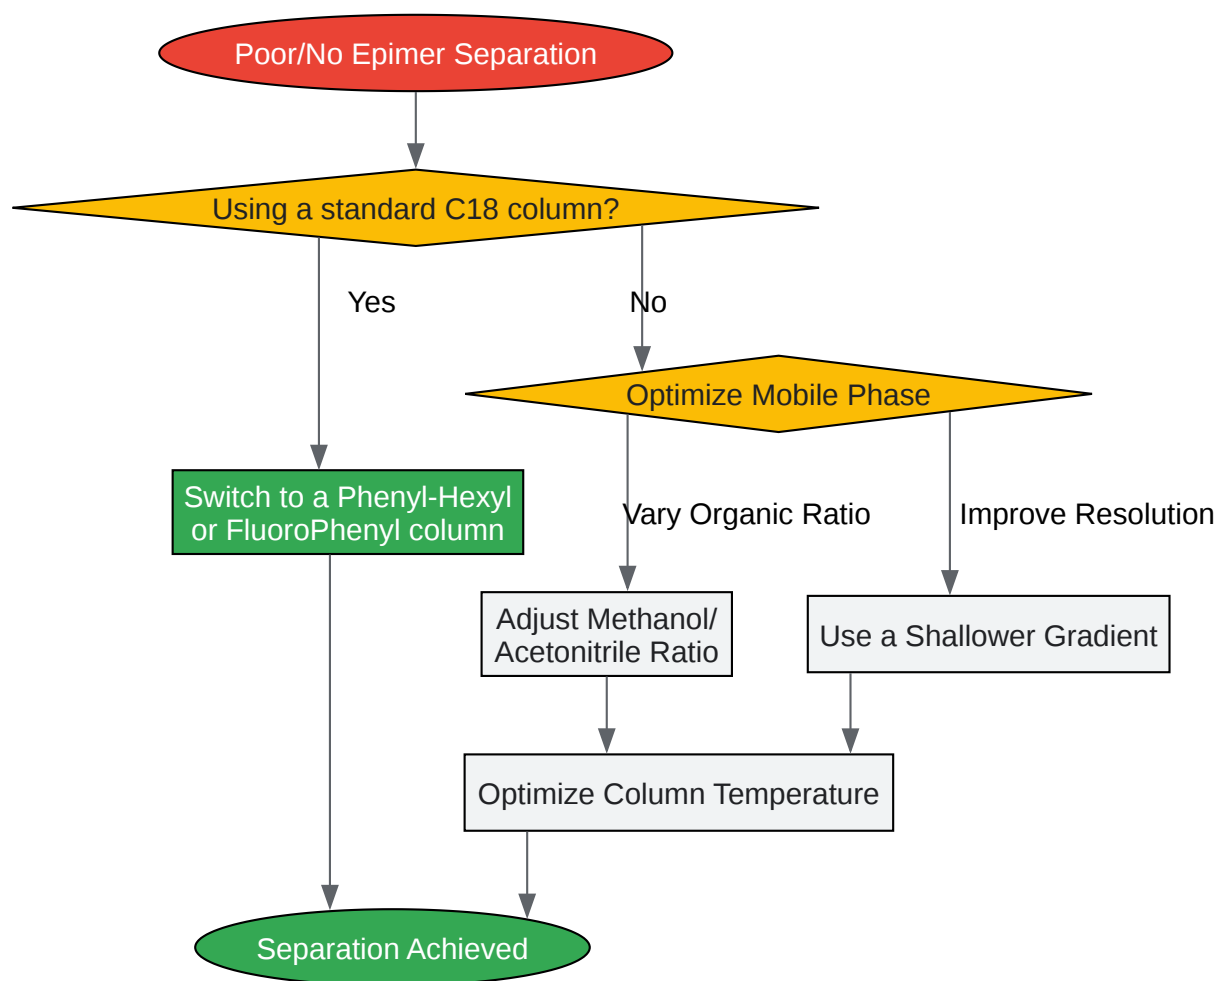 Poor/No Epimer Separation
Using a standard C18 column?
Yes
No
Optimize Mobile Phase
Switch to a Phenyl-Hexyl
or FluoroPhenyl column
Vary Organic Ratio
Improve Resolution
Adjust Methanol/
Acetonitrile Ratio
Use a Shallower Gradient
Optimize Column Temperature
Separation Achieved